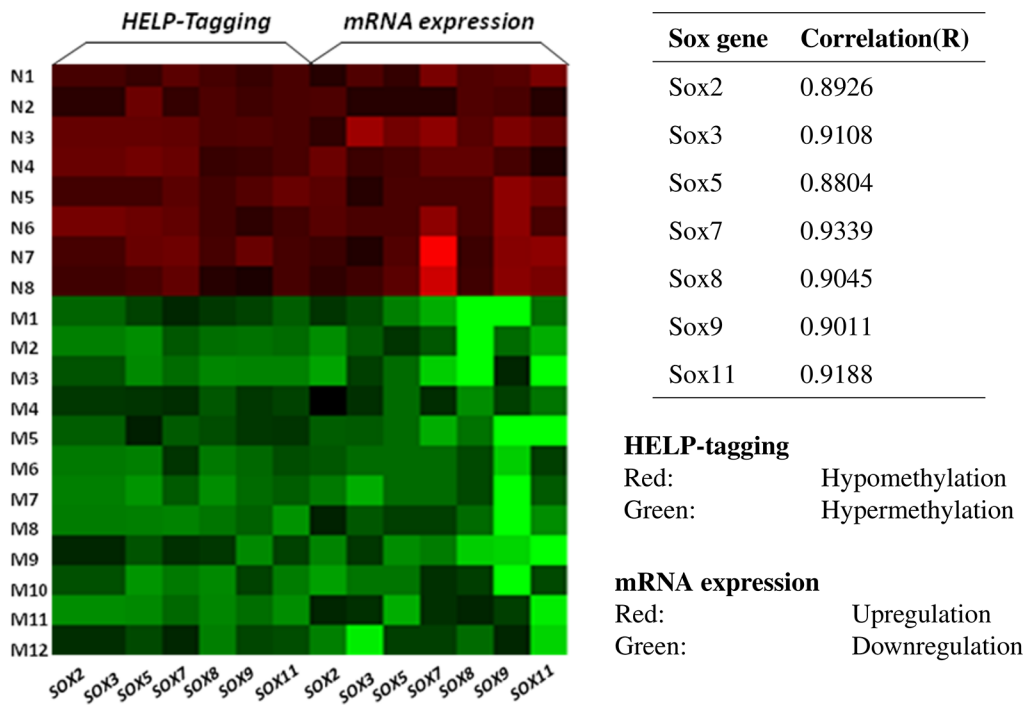 HELP-Tagging mRNA expression
N1
N2
N3
N4
N5
N6
N7
N8
M1
M2
M3
M4
M5
M6
M7
M8
M9
M10
M11
M12
SOX2 SOX3 SOX5 SOX7 SOX8 SOX9 SOX11 SOX2 SOX3 SOX5 SOX7 SOX8 SOX9 SOX11
Sox gene Correlation(R)
Sox2 0.8926
Sox3 0.9108
Sox5 0.8804
Sox7 0.9339
Sox8 0.9045
Sox9 0.9011
Sox11 0.9188
HELP-tagging
Red: Hypomethylation
Green: Hypermethylation
mRNA expression
Red: Upregulation
Green: Downregulation